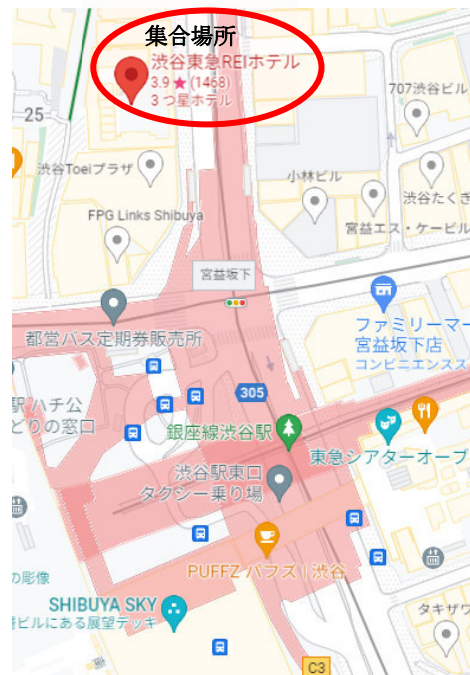 集合場所
渋谷東急REIホテル
3.9 ★ (1468)
3 つ星ホテル
707渋谷ビル
25
渋谷Toeiプラザ
小林ビル
渋谷たくぎ
FPG Links Shibuya
宮益エス・ケービル
宮益坂下
都営バス定期券販売所
ファミリーマー
宮益坂下店
コンビニエンスス
305
駅 ハチ公
どりの窓口
銀座線渋谷駅
東急シアターオーブ
渋谷駅東口
タクシー乗り場
の彫像
PUFFZ パフズ | 渋谷
SHIBUYA SKY
ビルにある展望デッキ
タキザワ
C3